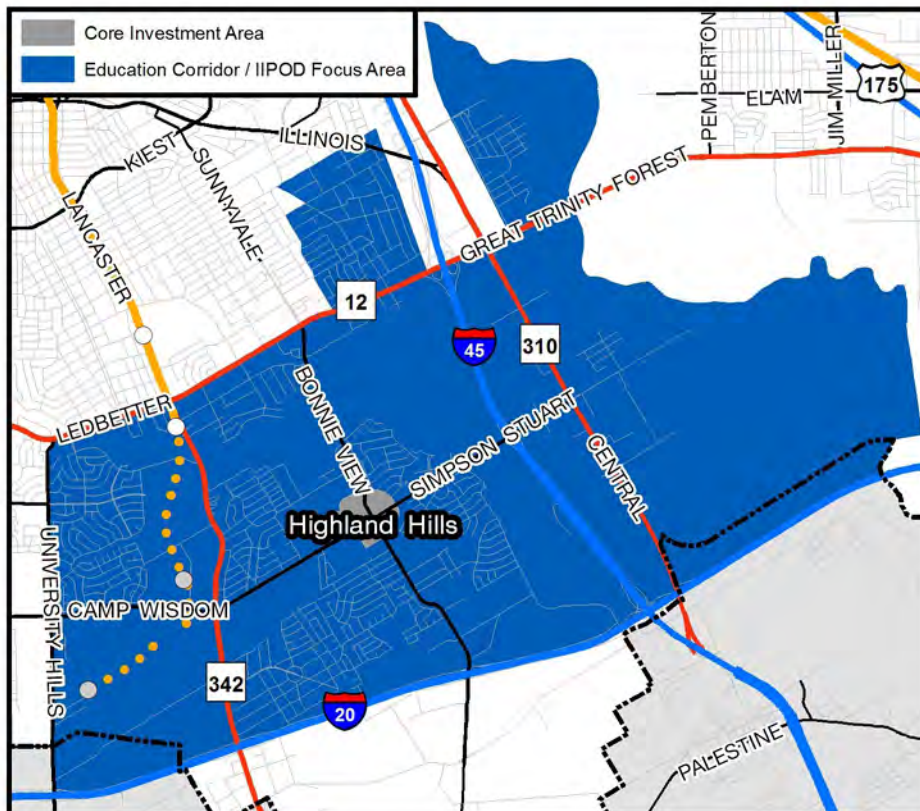 Core Investment Area
Education Corridor / IIPOD Focus Area
175
PEMBERTON
JIM MILLER
ELAM
ILLINOIS
KIEST
SUNNYVALE
LANCASTER
GREAT TRINITY FOREST
12
45
310
LEDBETTER
BONNIE VIEW
SIMPSON STUART
CENTRAL
Highland Hills
UNIVERSITY HILLS
CAMP WISDOM
342
20
PALESTINE